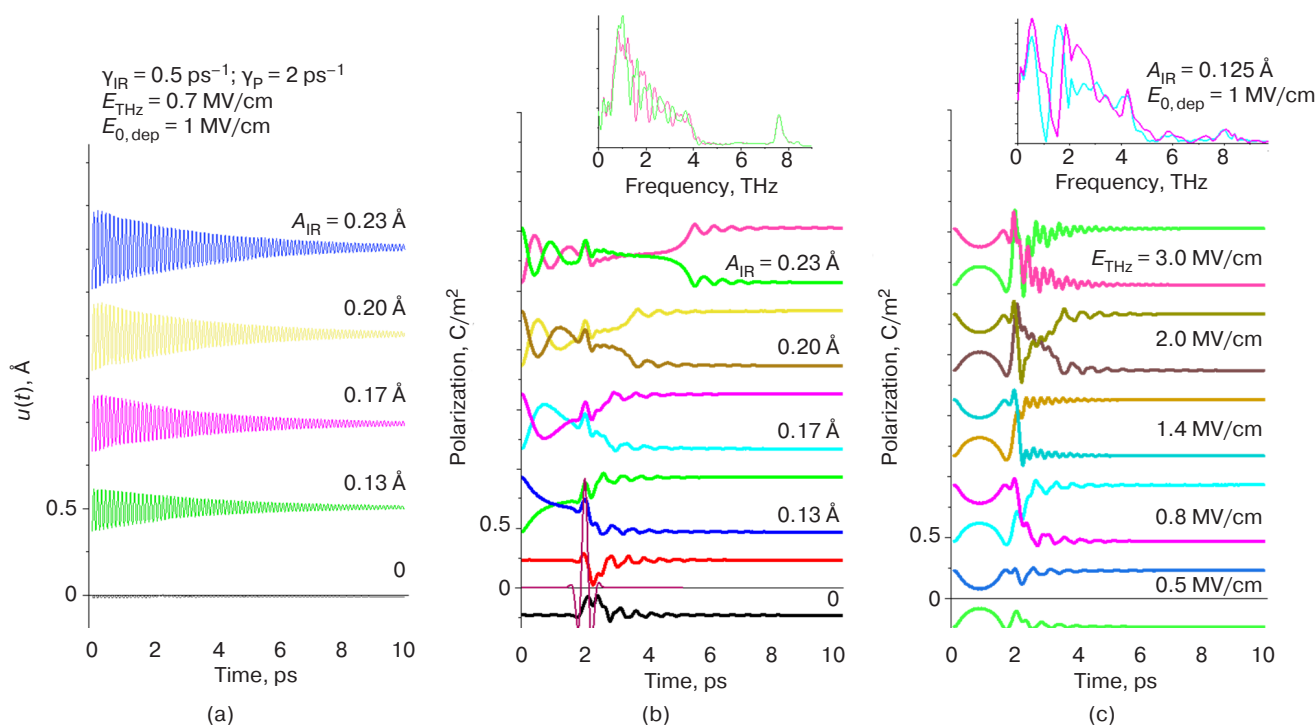 γIR = 0.5 ps⁻¹; γP = 2 ps⁻¹
ETHz = 0.7 MV/cm
E0, dep = 1 MV/cm
AIR = 0.23 Å
0.20 Å
0.17 Å
0.13 Å
0
u(t), Å
0.5
0
0 2 4 6 8 10
Time, ps
(a)
0 2 4 6 8
Frequency, THz
AIR = 0.23 Å
0.20 Å
0.17 Å
0.13 Å
0
Polarization, C/m²
0.5
0
0 2 4 6 8 10
Time, ps
(b)
AIR = 0.125 Å
E0, dep = 1 MV/cm
0 2 4 6 8
Frequency, THz
ETHz = 3.0 MV/cm
2.0 MV/cm
1.4 MV/cm
0.8 MV/cm
0.5 MV/cm
Polarization, C/m²
0.5
0
0 2 4 6 8 10
Time, ps
(c)